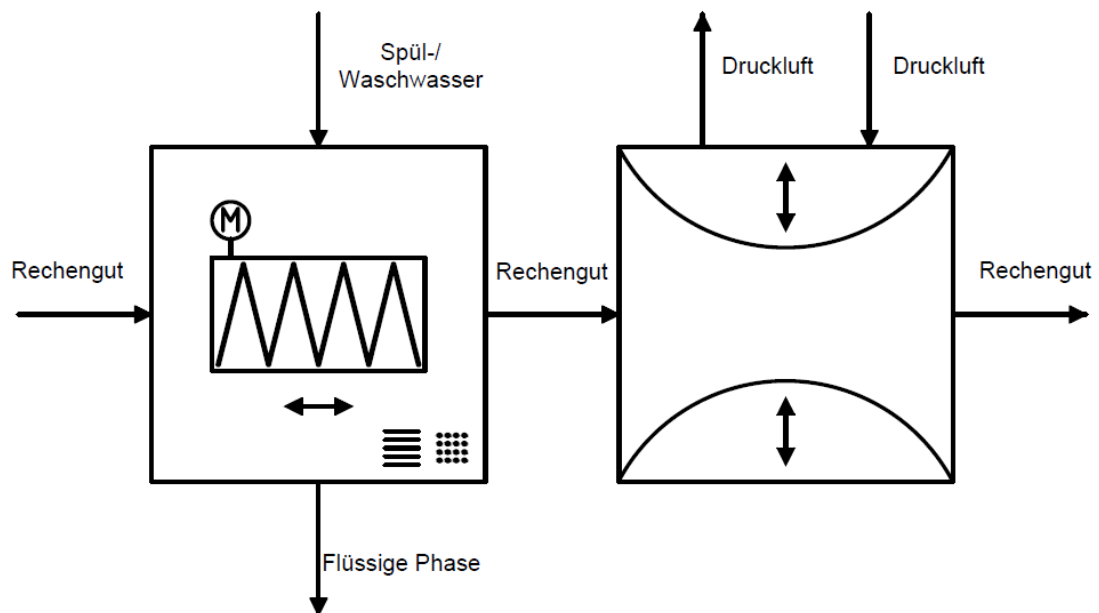 Spül-/
Waschwasser
Druckluft
Druckluft
M
Rechengut
Rechengut
Rechengut
Flüssige Phase